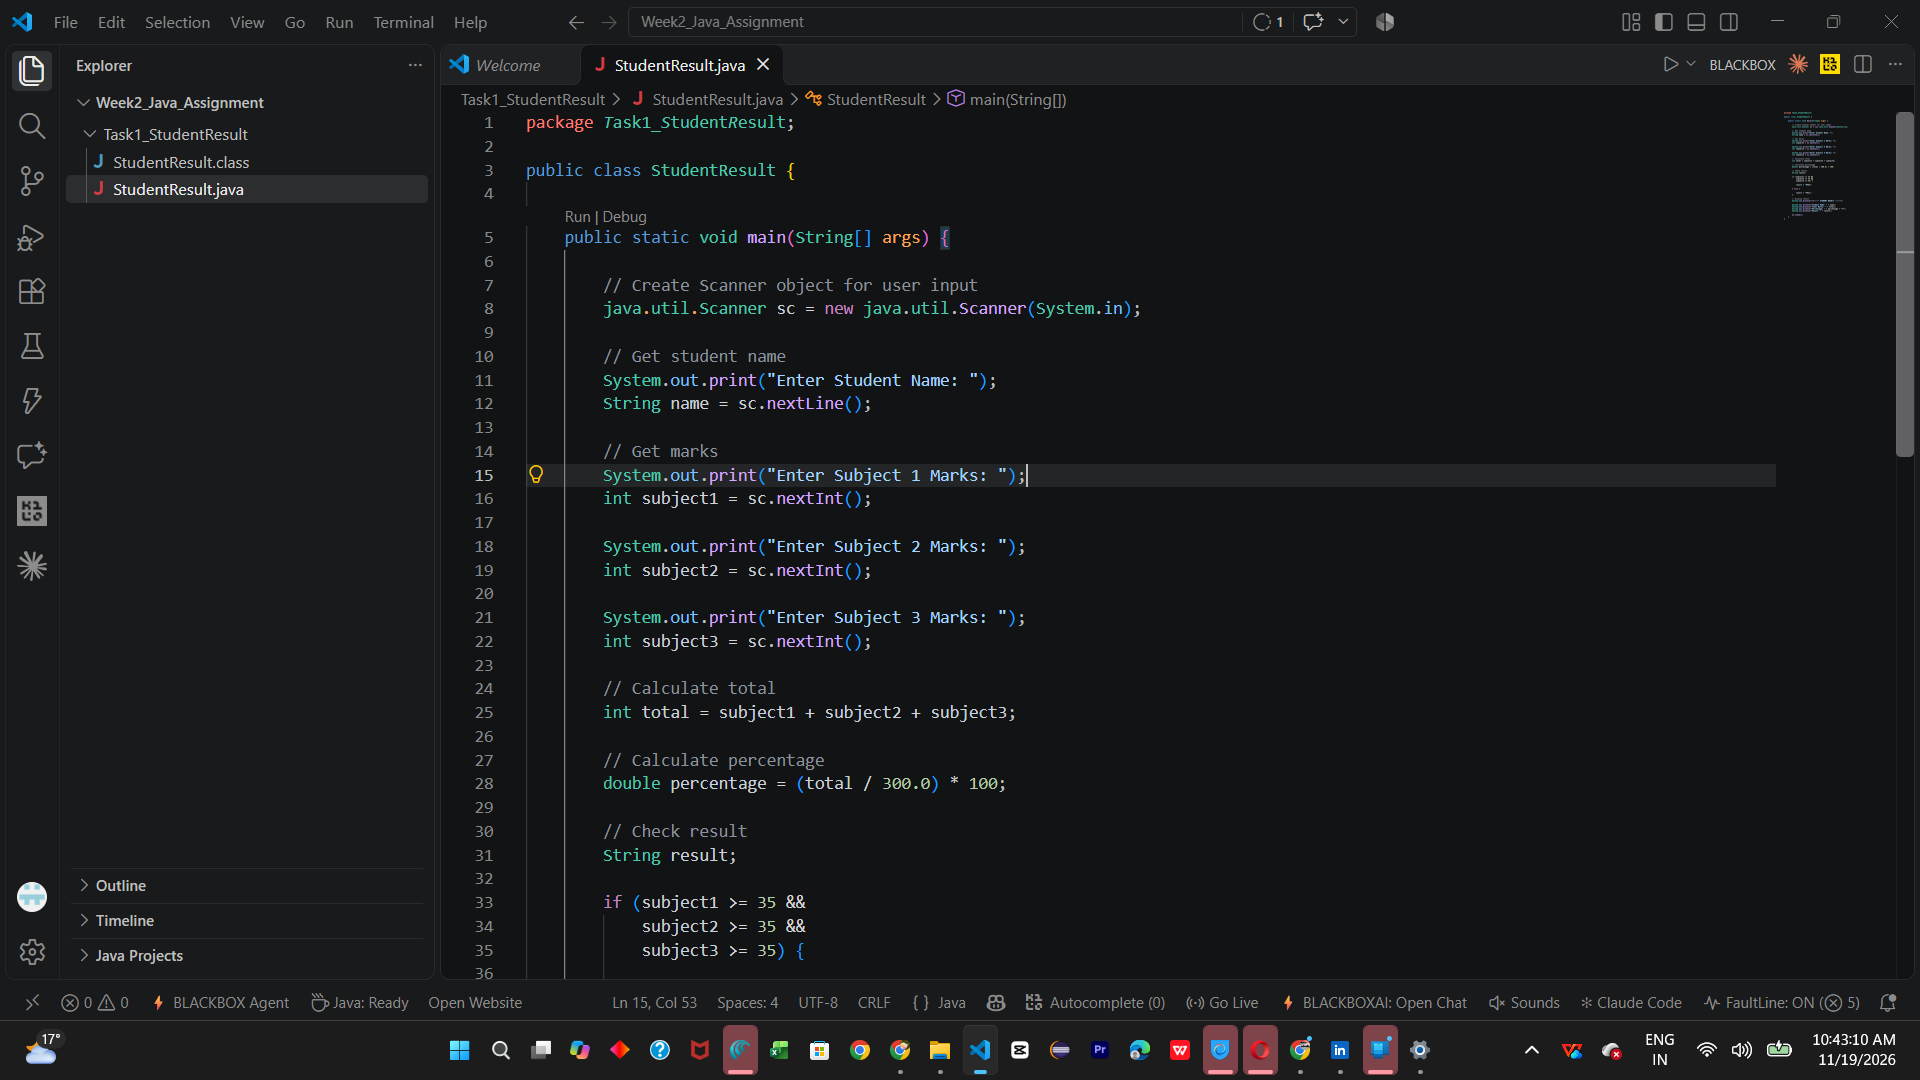 File Edit Selection View Go Run Terminal Help
Week2_Java_Assignment
1
Explorer
Week2_Java_Assignment
Task1_StudentResult
StudentResult.class
StudentResult.java
Outline
Timeline
Java Projects
Welcome
StudentResult.java
BLACKBOX
Task1_StudentResult > StudentResult.java > StudentResult > main(String[])
1 package Task1_StudentResult;
2
3 public class StudentResult {
4
Run | Debug
5 public static void main(String[] args) {
6
7 // Create Scanner object for user input
8 java.util.Scanner sc = new java.util.Scanner(System.in);
9
10 // Get student name
11 System.out.print("Enter Student Name: ");
12 String name = sc.nextLine();
13
14 // Get marks
15 System.out.print("Enter Subject 1 Marks: ");
16 int subject1 = sc.nextInt();
17
18 System.out.print("Enter Subject 2 Marks: ");
19 int subject2 = sc.nextInt();
20
21 System.out.print("Enter Subject 3 Marks: ");
22 int subject3 = sc.nextInt();
23
24 // Calculate total
25 int total = subject1 + subject2 + subject3;
26
27 // Calculate percentage
28 double percentage = (total / 300.0) * 100;
29
30 // Check result
31 String result;
32
33 if (subject1 >= 35 &&
34 subject2 >= 35 &&
35 subject3 >= 35) {
36
0 0 BLACKBOX Agent Java: Ready Open Website Ln 15, Col 53 Spaces: 4 UTF-8 CRLF { } Java Autocomplete (0) Go Live BLACKBOXAI: Open Chat Sounds Claude Code FaultLine: ON ( 5)
17°
ENG
IN
10:43:10 AM
11/19/2026